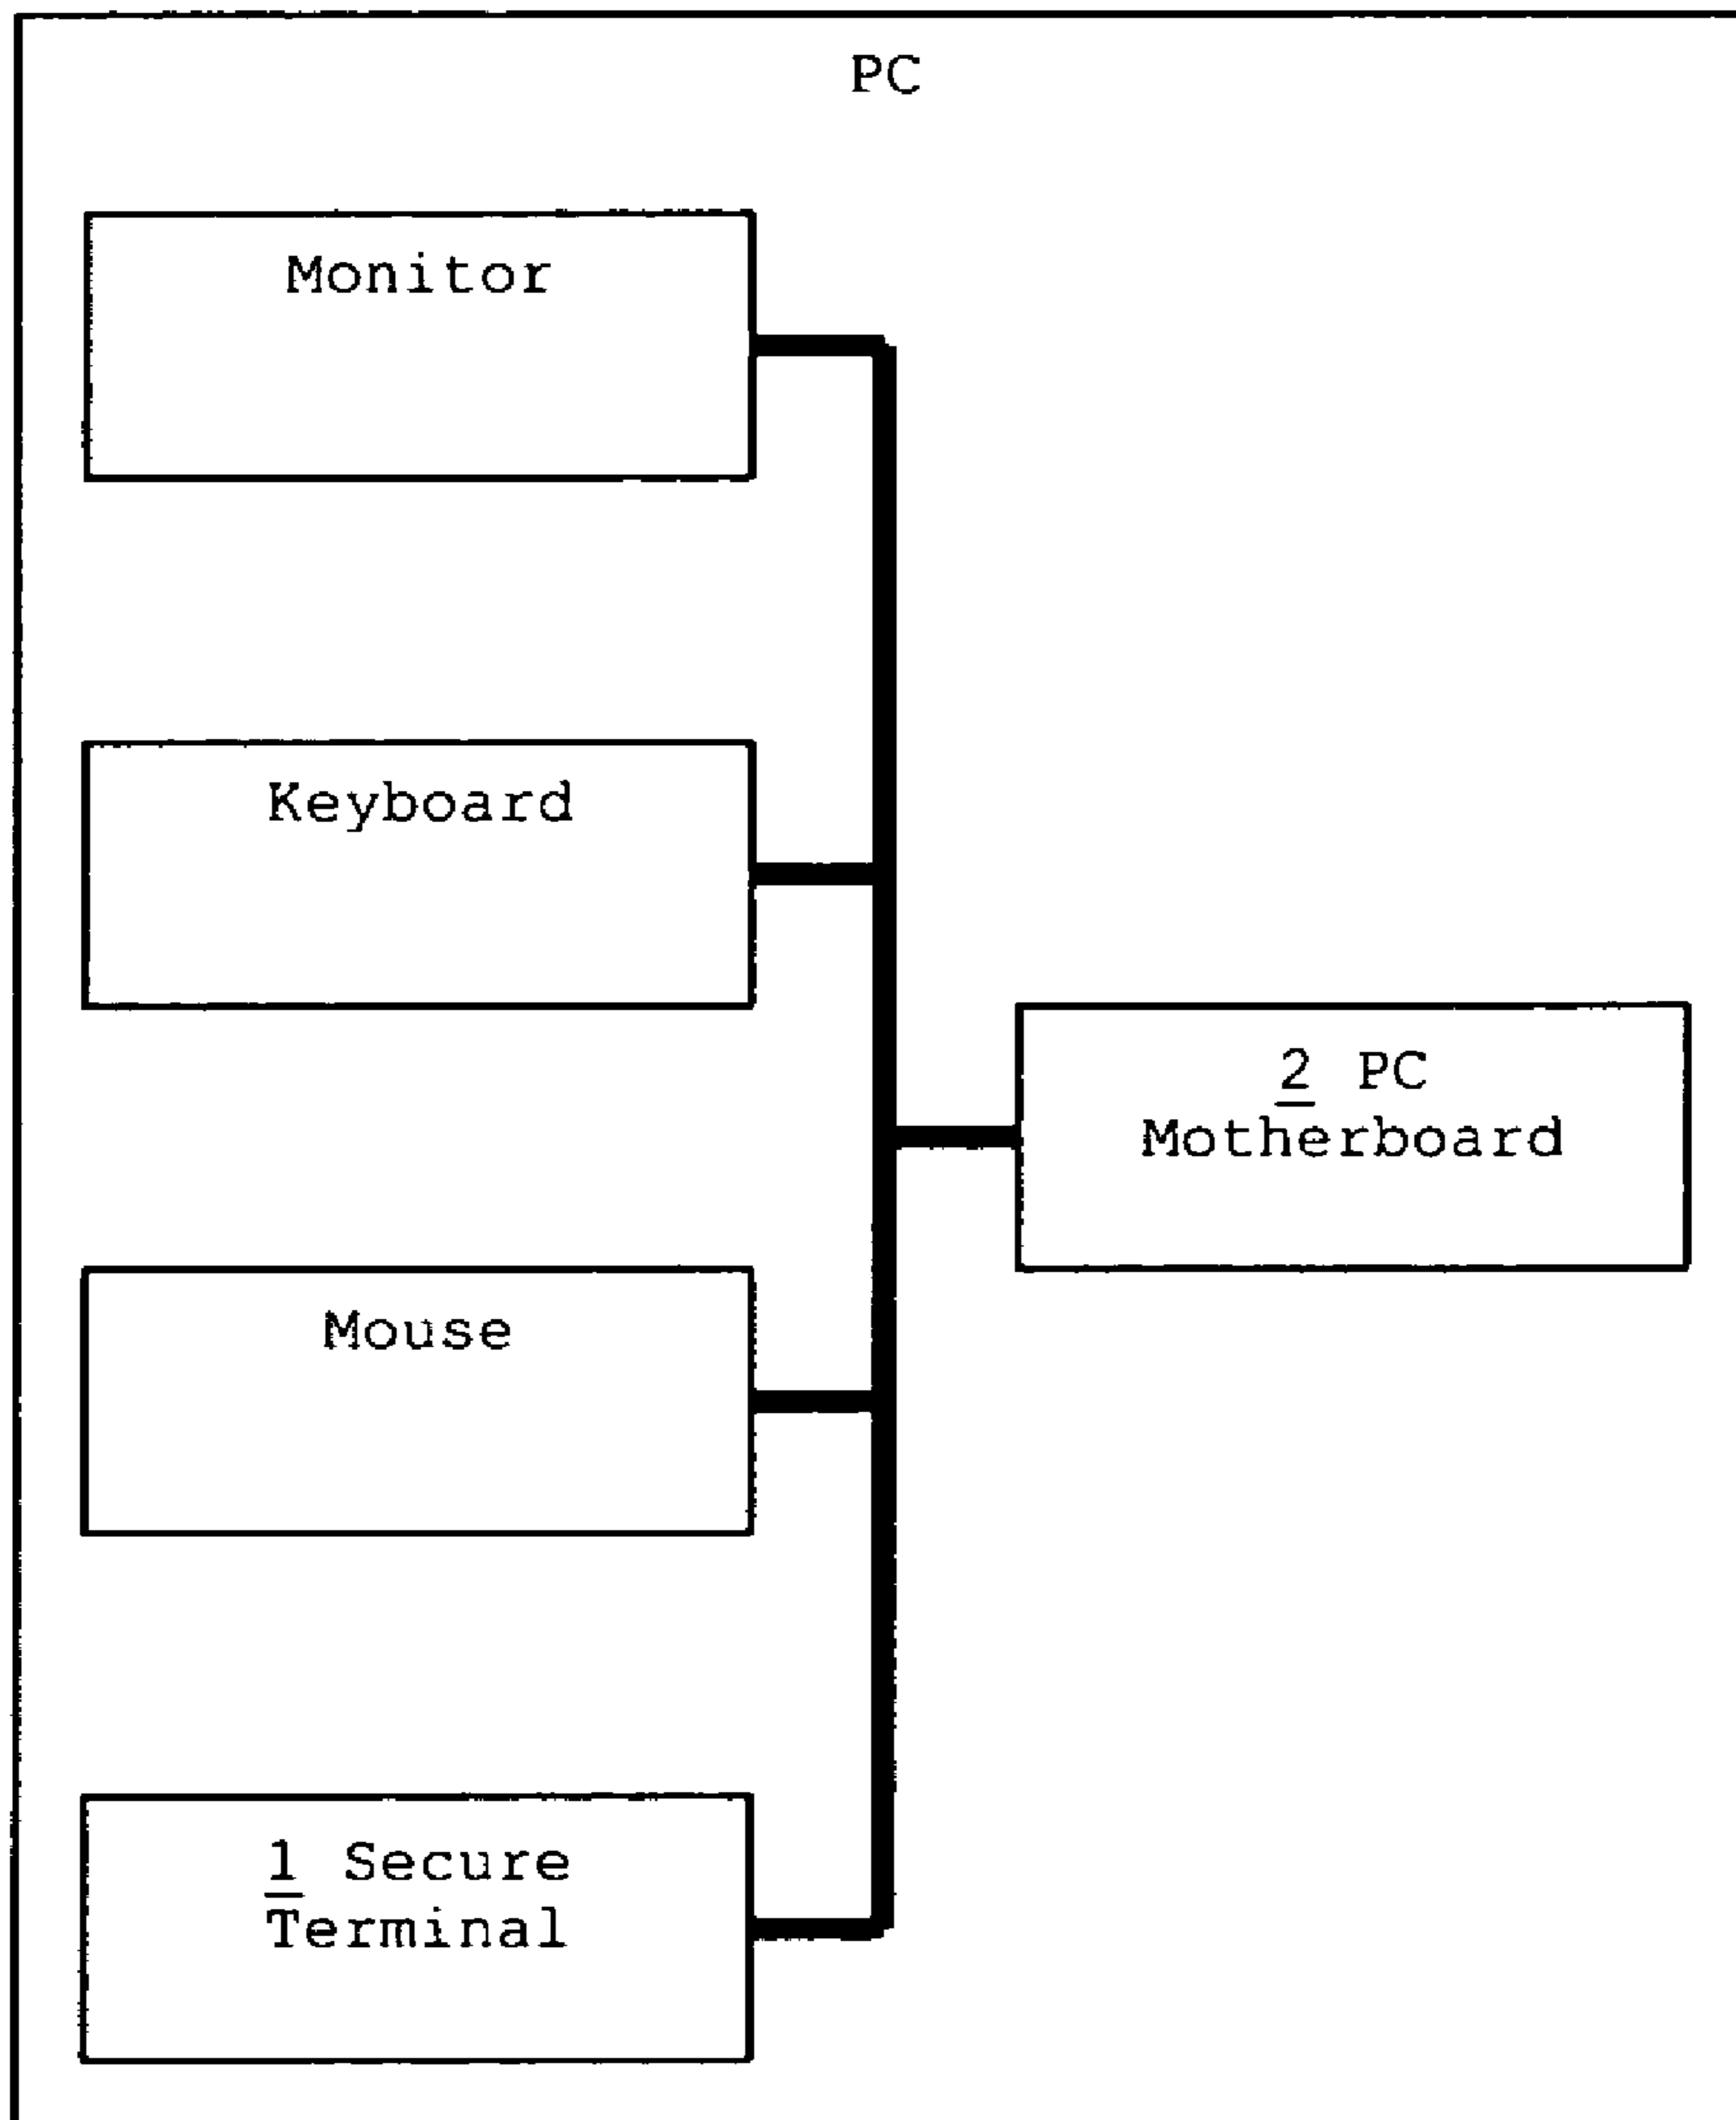 PC
Monitor
Keyboard
2 PC
Motherboard
Mouse
1 Secure
Terminal